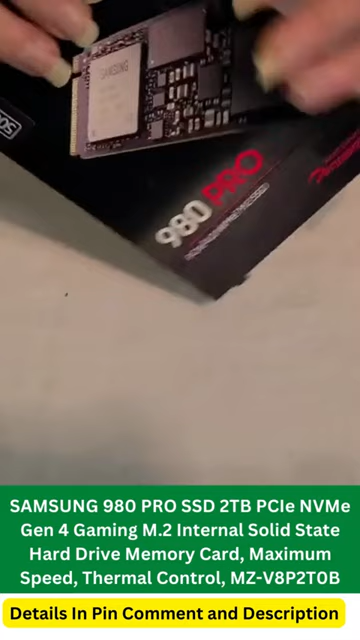 SAMSUNG
980 PRO
SAMSUNG 980 PRO SSD 2TB PCIe NVMe
Gen 4 Gaming M.2 Internal Solid State
Hard Drive Memory Card, Maximum
Speed, Thermal Control, MZ-V8P2T0B
Details In Pin Comment and Description